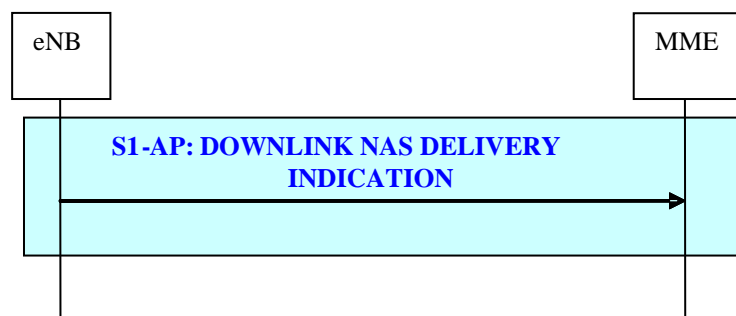 eNB
MME
S1-AP: DOWNLINK NAS DELIVERY
INDICATION